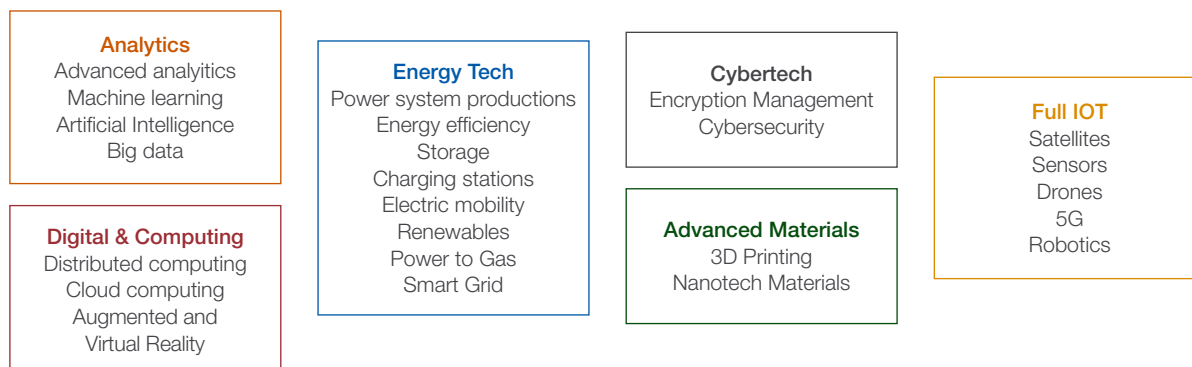 Analytics
Advanced analyitics
Machine learning
Artificial Intelligence
Big data
Digital & Computing
Distributed computing
Cloud computing
Augmented and
Virtual Reality
Energy Tech
Power system productions
Energy efficiency
Storage
Charging stations
Electric mobility
Renewables
Power to Gas
Smart Grid
Cybertech
Encryption Management
Cybersecurity
Advanced Materials
3D Printing
Nanotech Materials
Full IOT
Satellites
Sensors
Drones
5G
Robotics